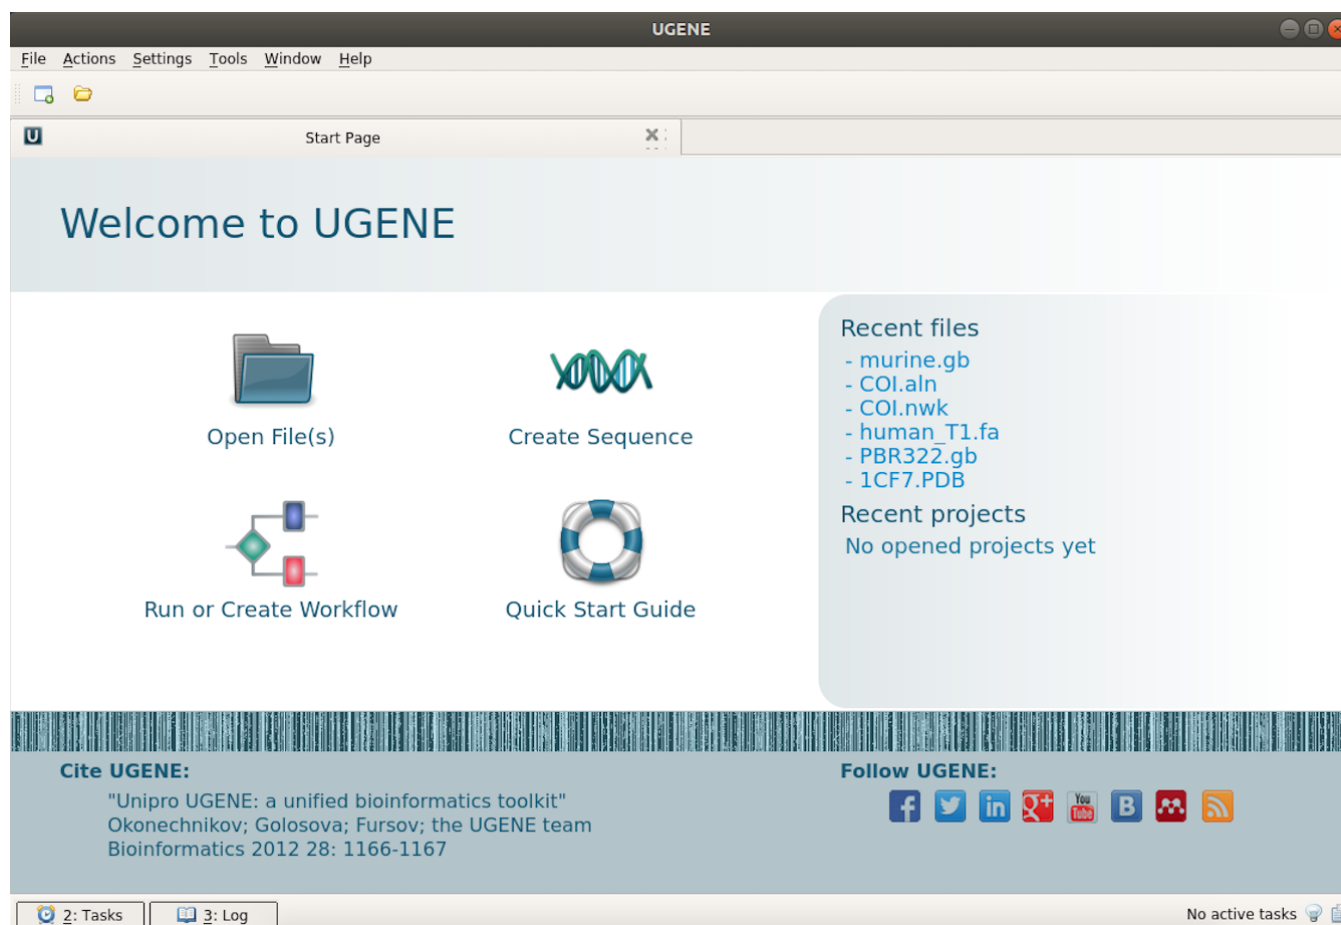 UGENE
File Actions Settings Tools Window Help
U Start Page
Welcome to UGENE
Open File(s)
Create Sequence
Run or Create Workflow
Quick Start Guide
Recent files
- murine.gb
- COI.aln
- COI.nwk
- human_T1.fa
- PBR322.gb
- 1CF7.PDB
Recent projects
No opened projects yet
Cite UGENE:
"Unipro UGENE: a unified bioinformatics toolkit"
Okonechnikov; Golosova; Fursov; the UGENE team
Bioinformatics 2012 28: 1166-1167
Follow UGENE:
f in g+ You Tube B
2: Tasks 3: Log No active tasks